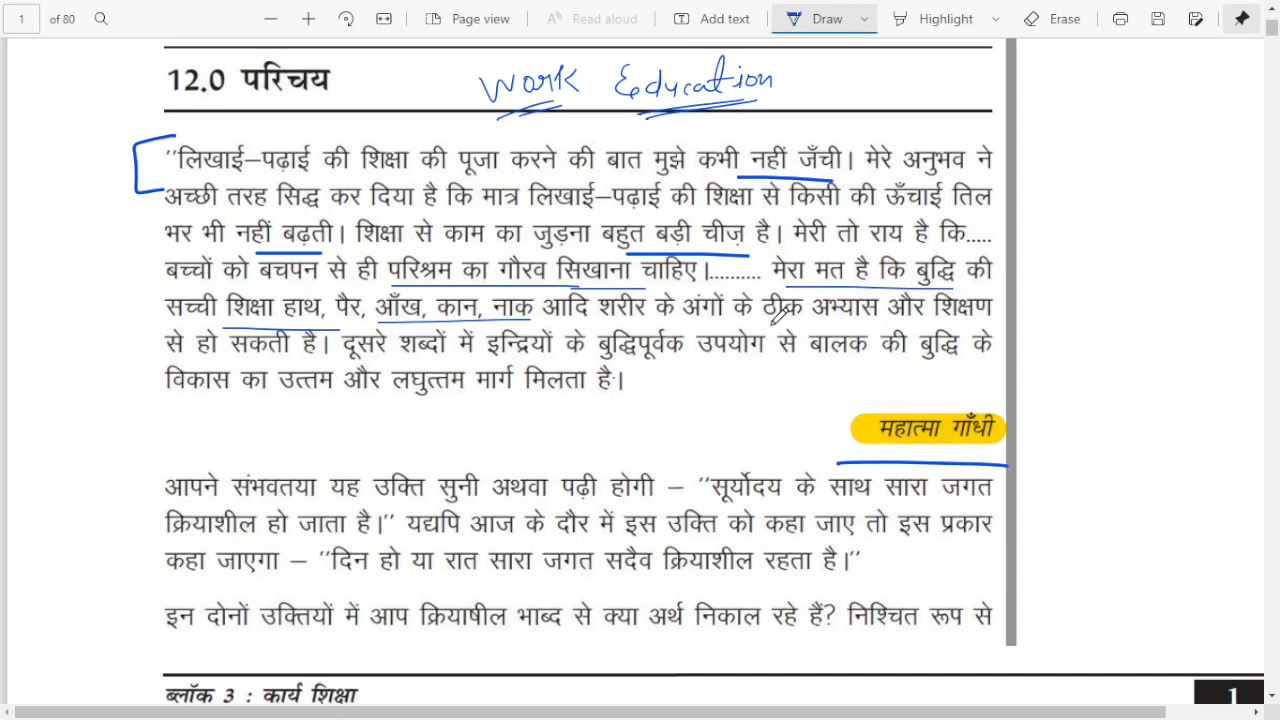 1 of 80 Page view Read aloud Add text Draw Highlight Erase
12.0 परिचय Work Education
''लिखाई–पढ़ाई की शिक्षा की पूजा करने की बात मुझे कभी नहीं जँची। मेरे अनुभव ने
अच्छी तरह सिद्ध कर दिया है कि मात्र लिखाई–पढ़ाई की शिक्षा से किसी की ऊँचाई तिल
भर भी नहीं बढ़ती। शिक्षा से काम का जुड़ना बहुत बड़ी चीज़ है। मेरी तो राय है कि.....
बच्चों को बचपन से ही परिश्रम का गौरव सिखाना चाहिए।.......... मेरा मत है कि बुद्धि की
सच्ची शिक्षा हाथ, पैर, आँख, कान, नाक आदि शरीर के अंगों के ठीक अभ्यास और शिक्षण
से हो सकती है। दूसरे शब्दों में इन्द्रियों के बुद्धिपूर्वक उपयोग से बालक की बुद्धि के
विकास का उत्तम और लघुत्तम मार्ग मिलता है।
महात्मा गाँधी
आपने संभवतया यह उक्ति सुनी अथवा पढ़ी होगी – ''सूर्योदय के साथ सारा जगत
क्रियाशील हो जाता है।'' यद्यपि आज के दौर में इस उक्ति को कहा जाए तो इस प्रकार
कहा जाएगा – ''दिन हो या रात सारा जगत सदैव क्रियाशील रहता है।''
इन दोनों उक्तियों में आप क्रियाषील भाब्द से क्या अर्थ निकाल रहे हैं? निश्चित रूप से
ब्लॉक 3 : कार्य शिक्षा 1